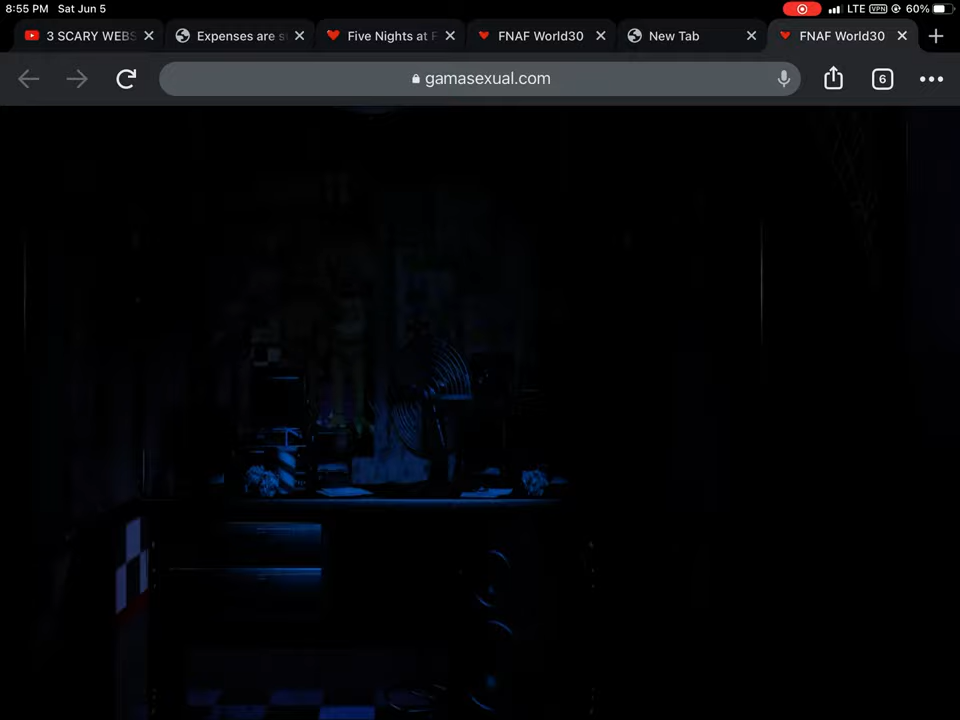 8:55 PM Sat Jun 5 LTE VPN 60%
3 SCARY WEBS Expenses are s Five Nights at F FNAF World30 New Tab FNAF World30
gamasexual.com 6